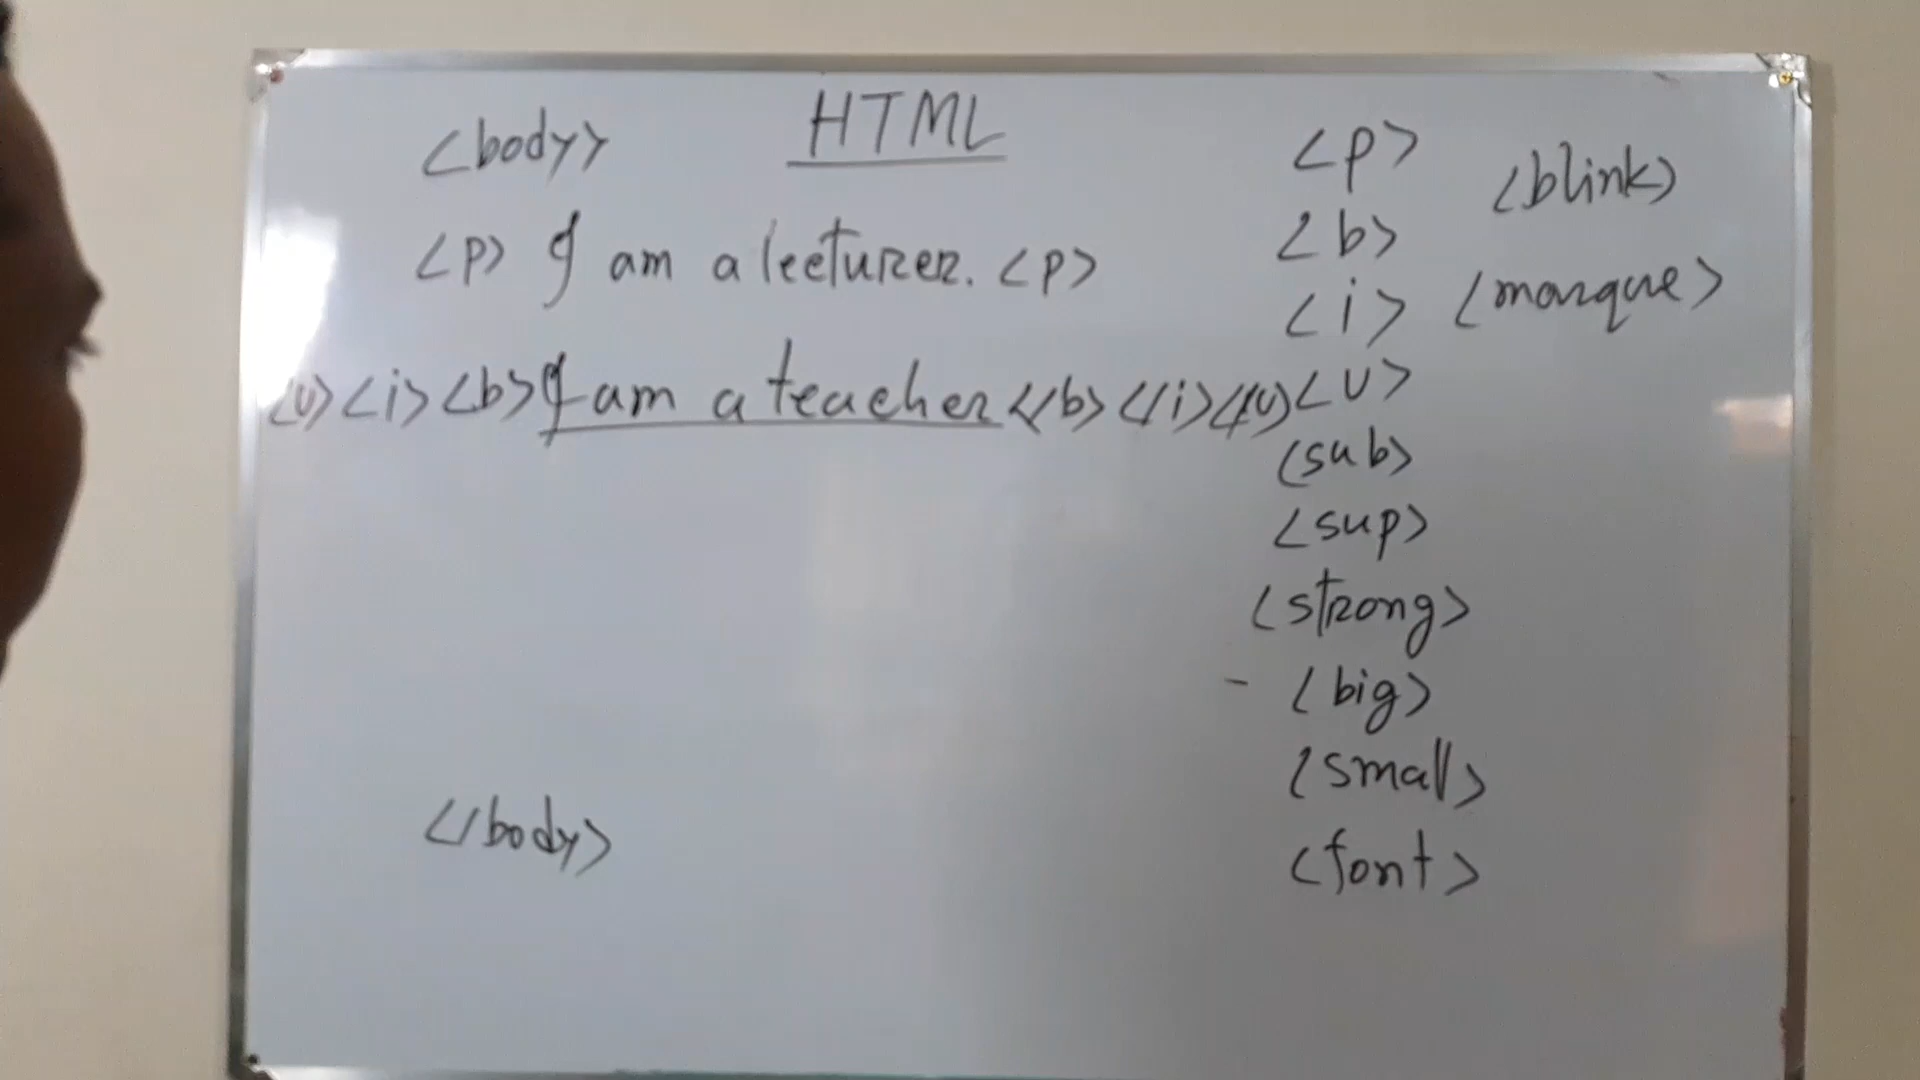 HTML
<body>
<p> I am a lecturer. <p>
<u><i><b>I am a teacher</b></i></u>
</body>
<p>
<b>
<i>
<u>
<sub>
<sup>
<strong>
- <big>
<small>
<font>
<blink>
<marque>